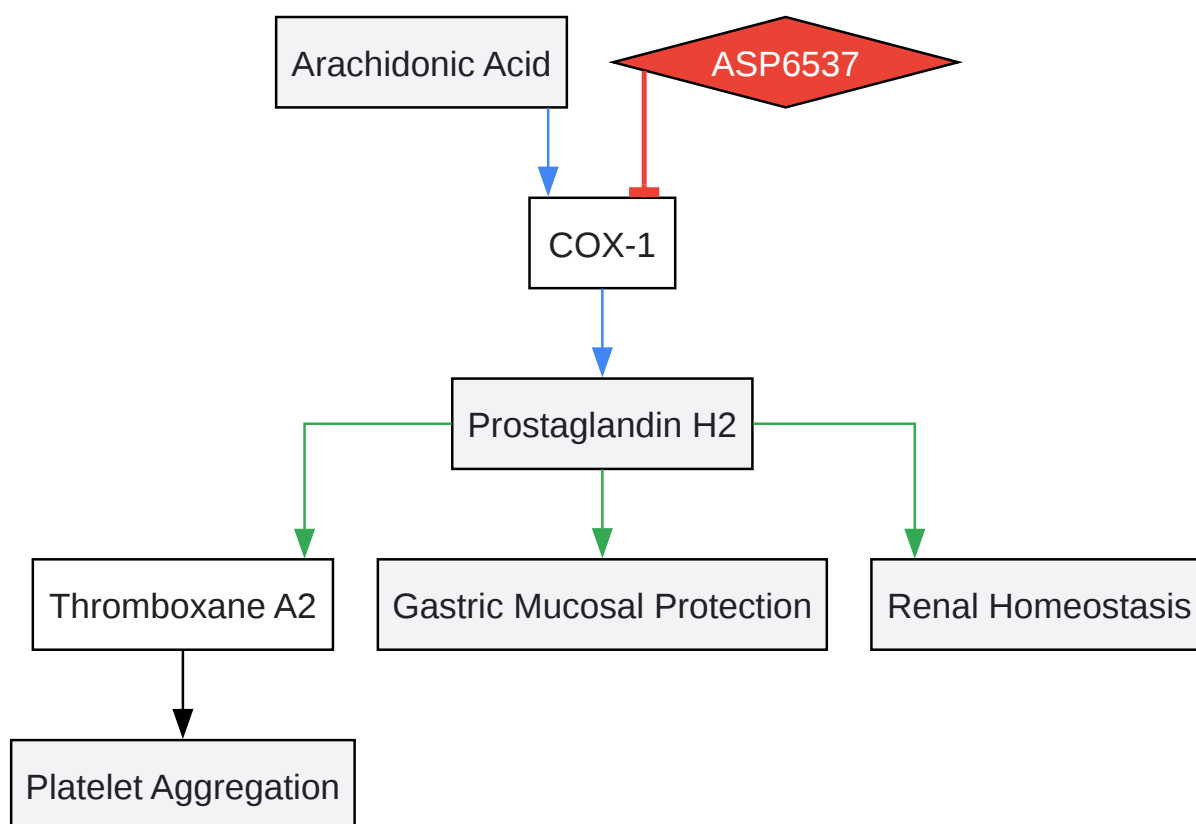 Arachidonic Acid
ASP6537
COX-1
Prostaglandin H2
Thromboxane A2
Gastric Mucosal Protection
Renal Homeostasis
Platelet Aggregation